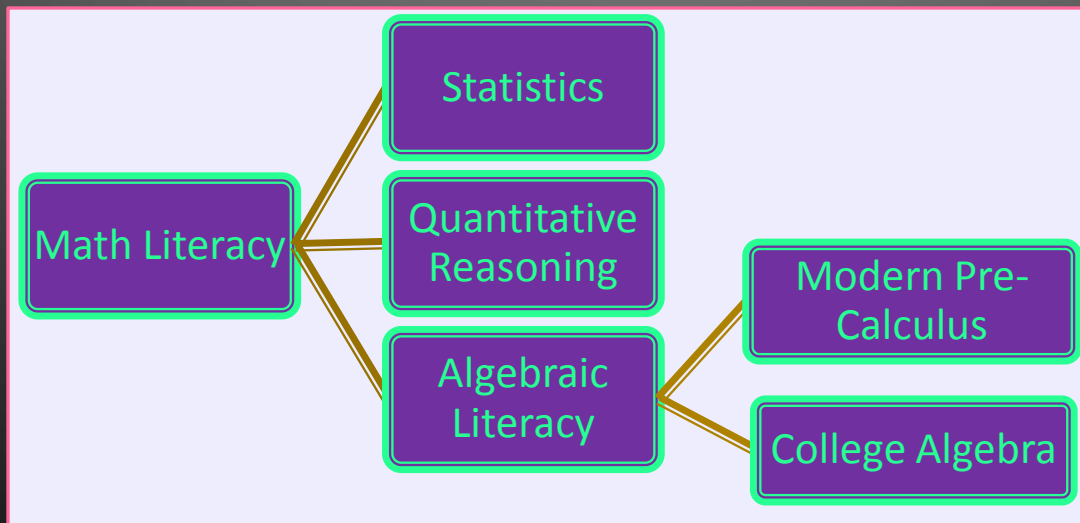 Math Literacy
Statistics
Quantitative
Reasoning
Algebraic
Literacy
Modern Pre-
Calculus
College Algebra